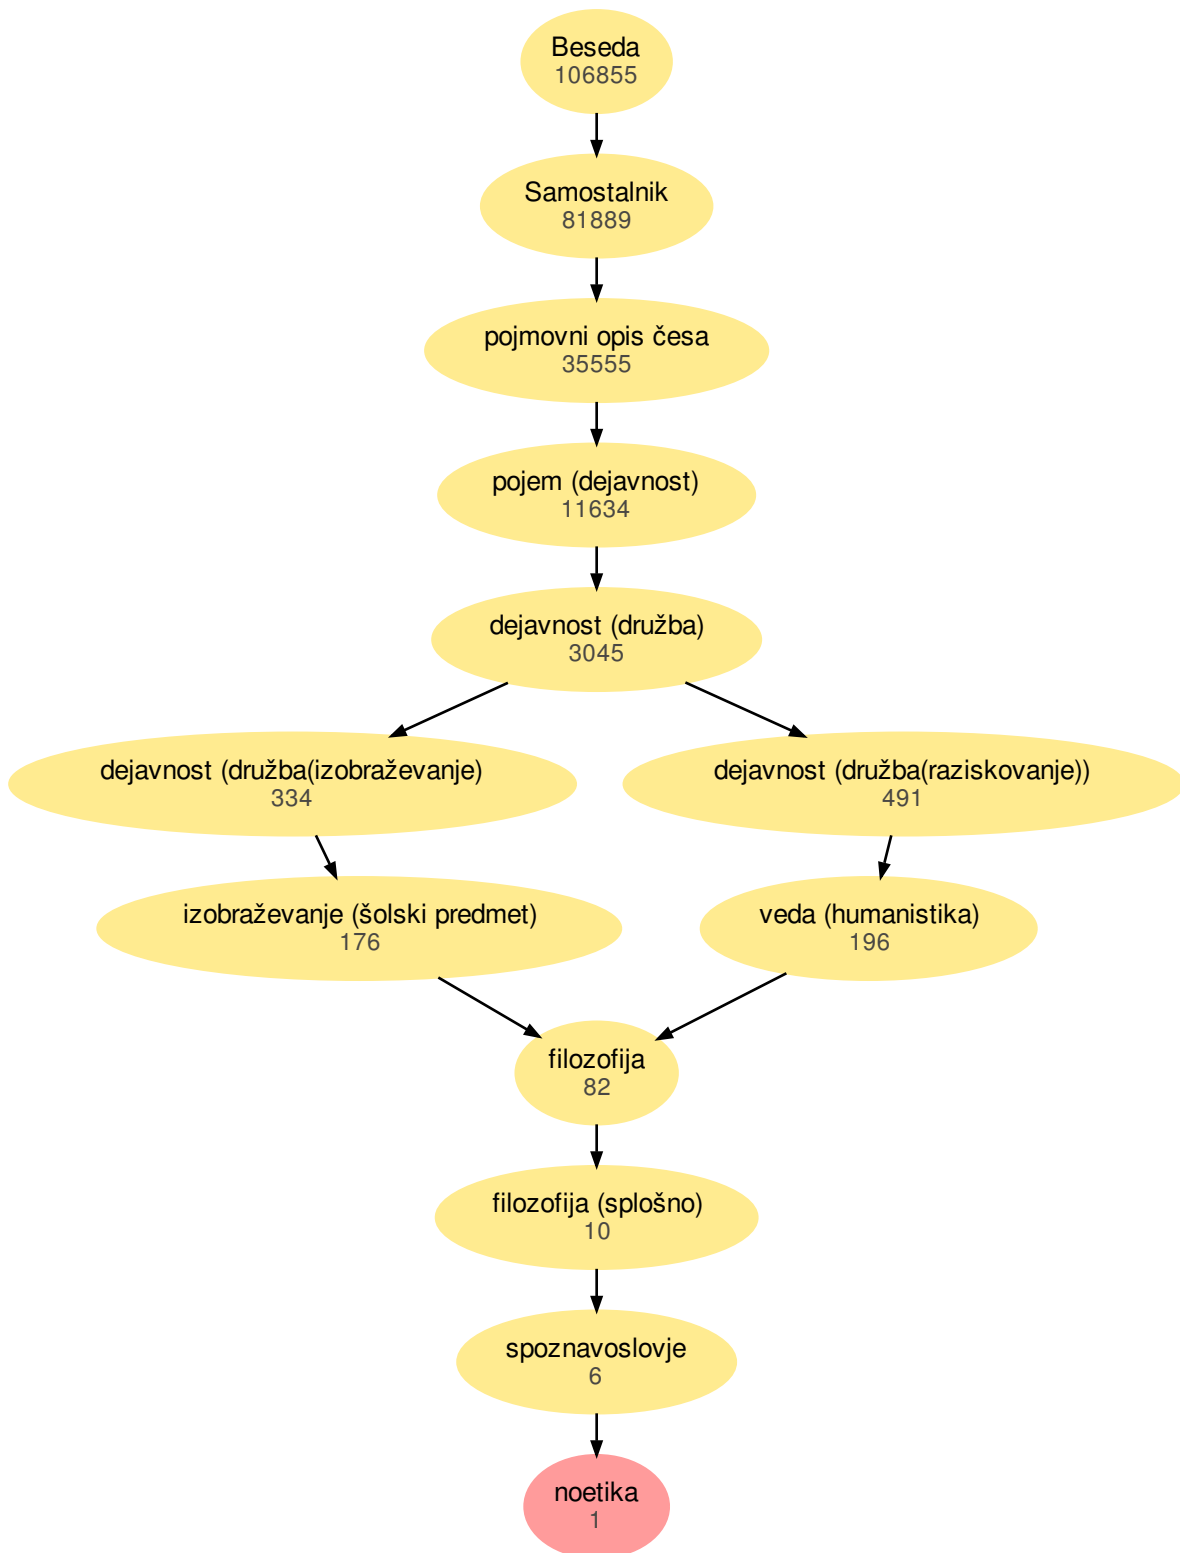 Beseda
106855
Samostalnik
81889
pojmovni opis česa
35555
pojem (dejavnost)
11634
dejavnost (družba)
3045
dejavnost (družba(izobraževanje)
334
dejavnost (družba(raziskovanje))
491
izobraževanje (šolski predmet)
176
veda (humanistika)
196
filozofija
82
filozofija (splošno)
10
spoznavoslovje
6
noetika
1